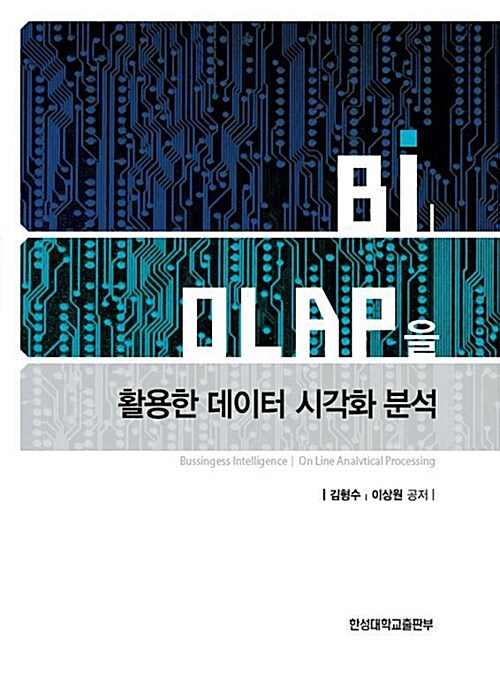 Bi |
OLAP을
활용한 데이터 시각화 분석
Bussingess Intelligence | On Line Analvtical Processing
| 김형수 | 이상원 공저 |
한성대학교출판부